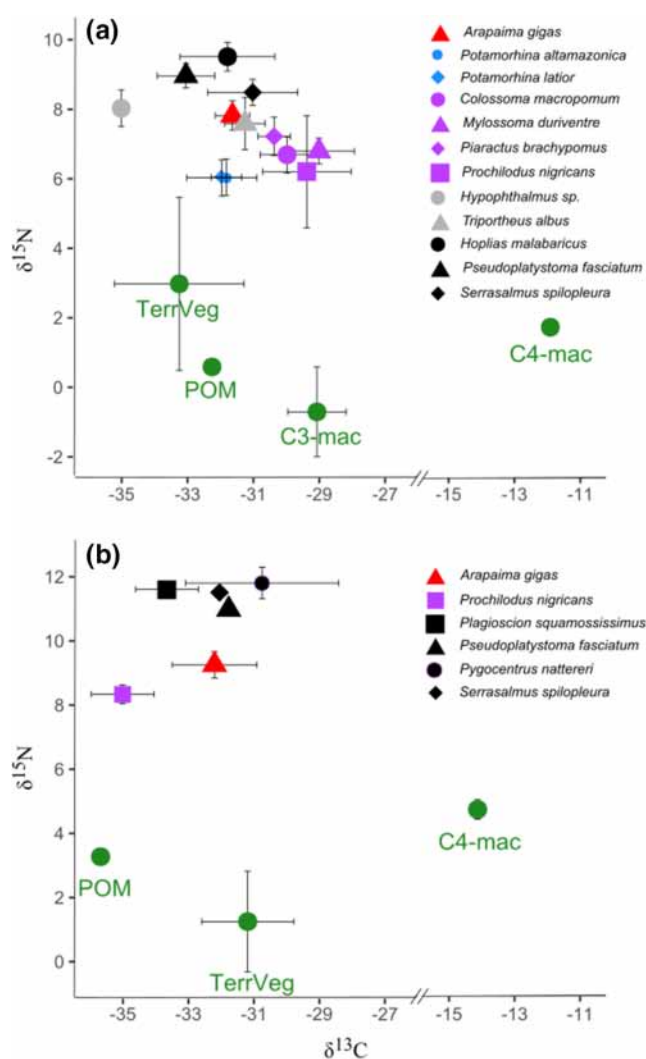 (a)
Arapaima gigas
Potamorhina altamazonica
Potamorhina latior
Colossoma macropomum
Mylossoma duriventre
Piaractus brachypomus
Prochilodus nigricans
Hypophthalmus sp.
Triportheus albus
Hoplias malabaricus
Pseudoplatystoma fasciatum
Serrasalmus spilopleura
10
8
6
4
2
0
-2
δ15N
TerrVeg
POM
C3-mac
C4-mac
-35 -33 -31 -29 -27 -15 -13 -11
(b)
Arapaima gigas
Prochilodus nigricans
Plagioscion squamossissimus
Pseudoplatystoma fasciatum
Pygocentrus nattereri
Serrasalmus spilopleura
12
10
8
6
4
2
0
δ15N
POM
TerrVeg
C4-mac
-35 -33 -31 -29 -27 -15 -13 -11
δ13C